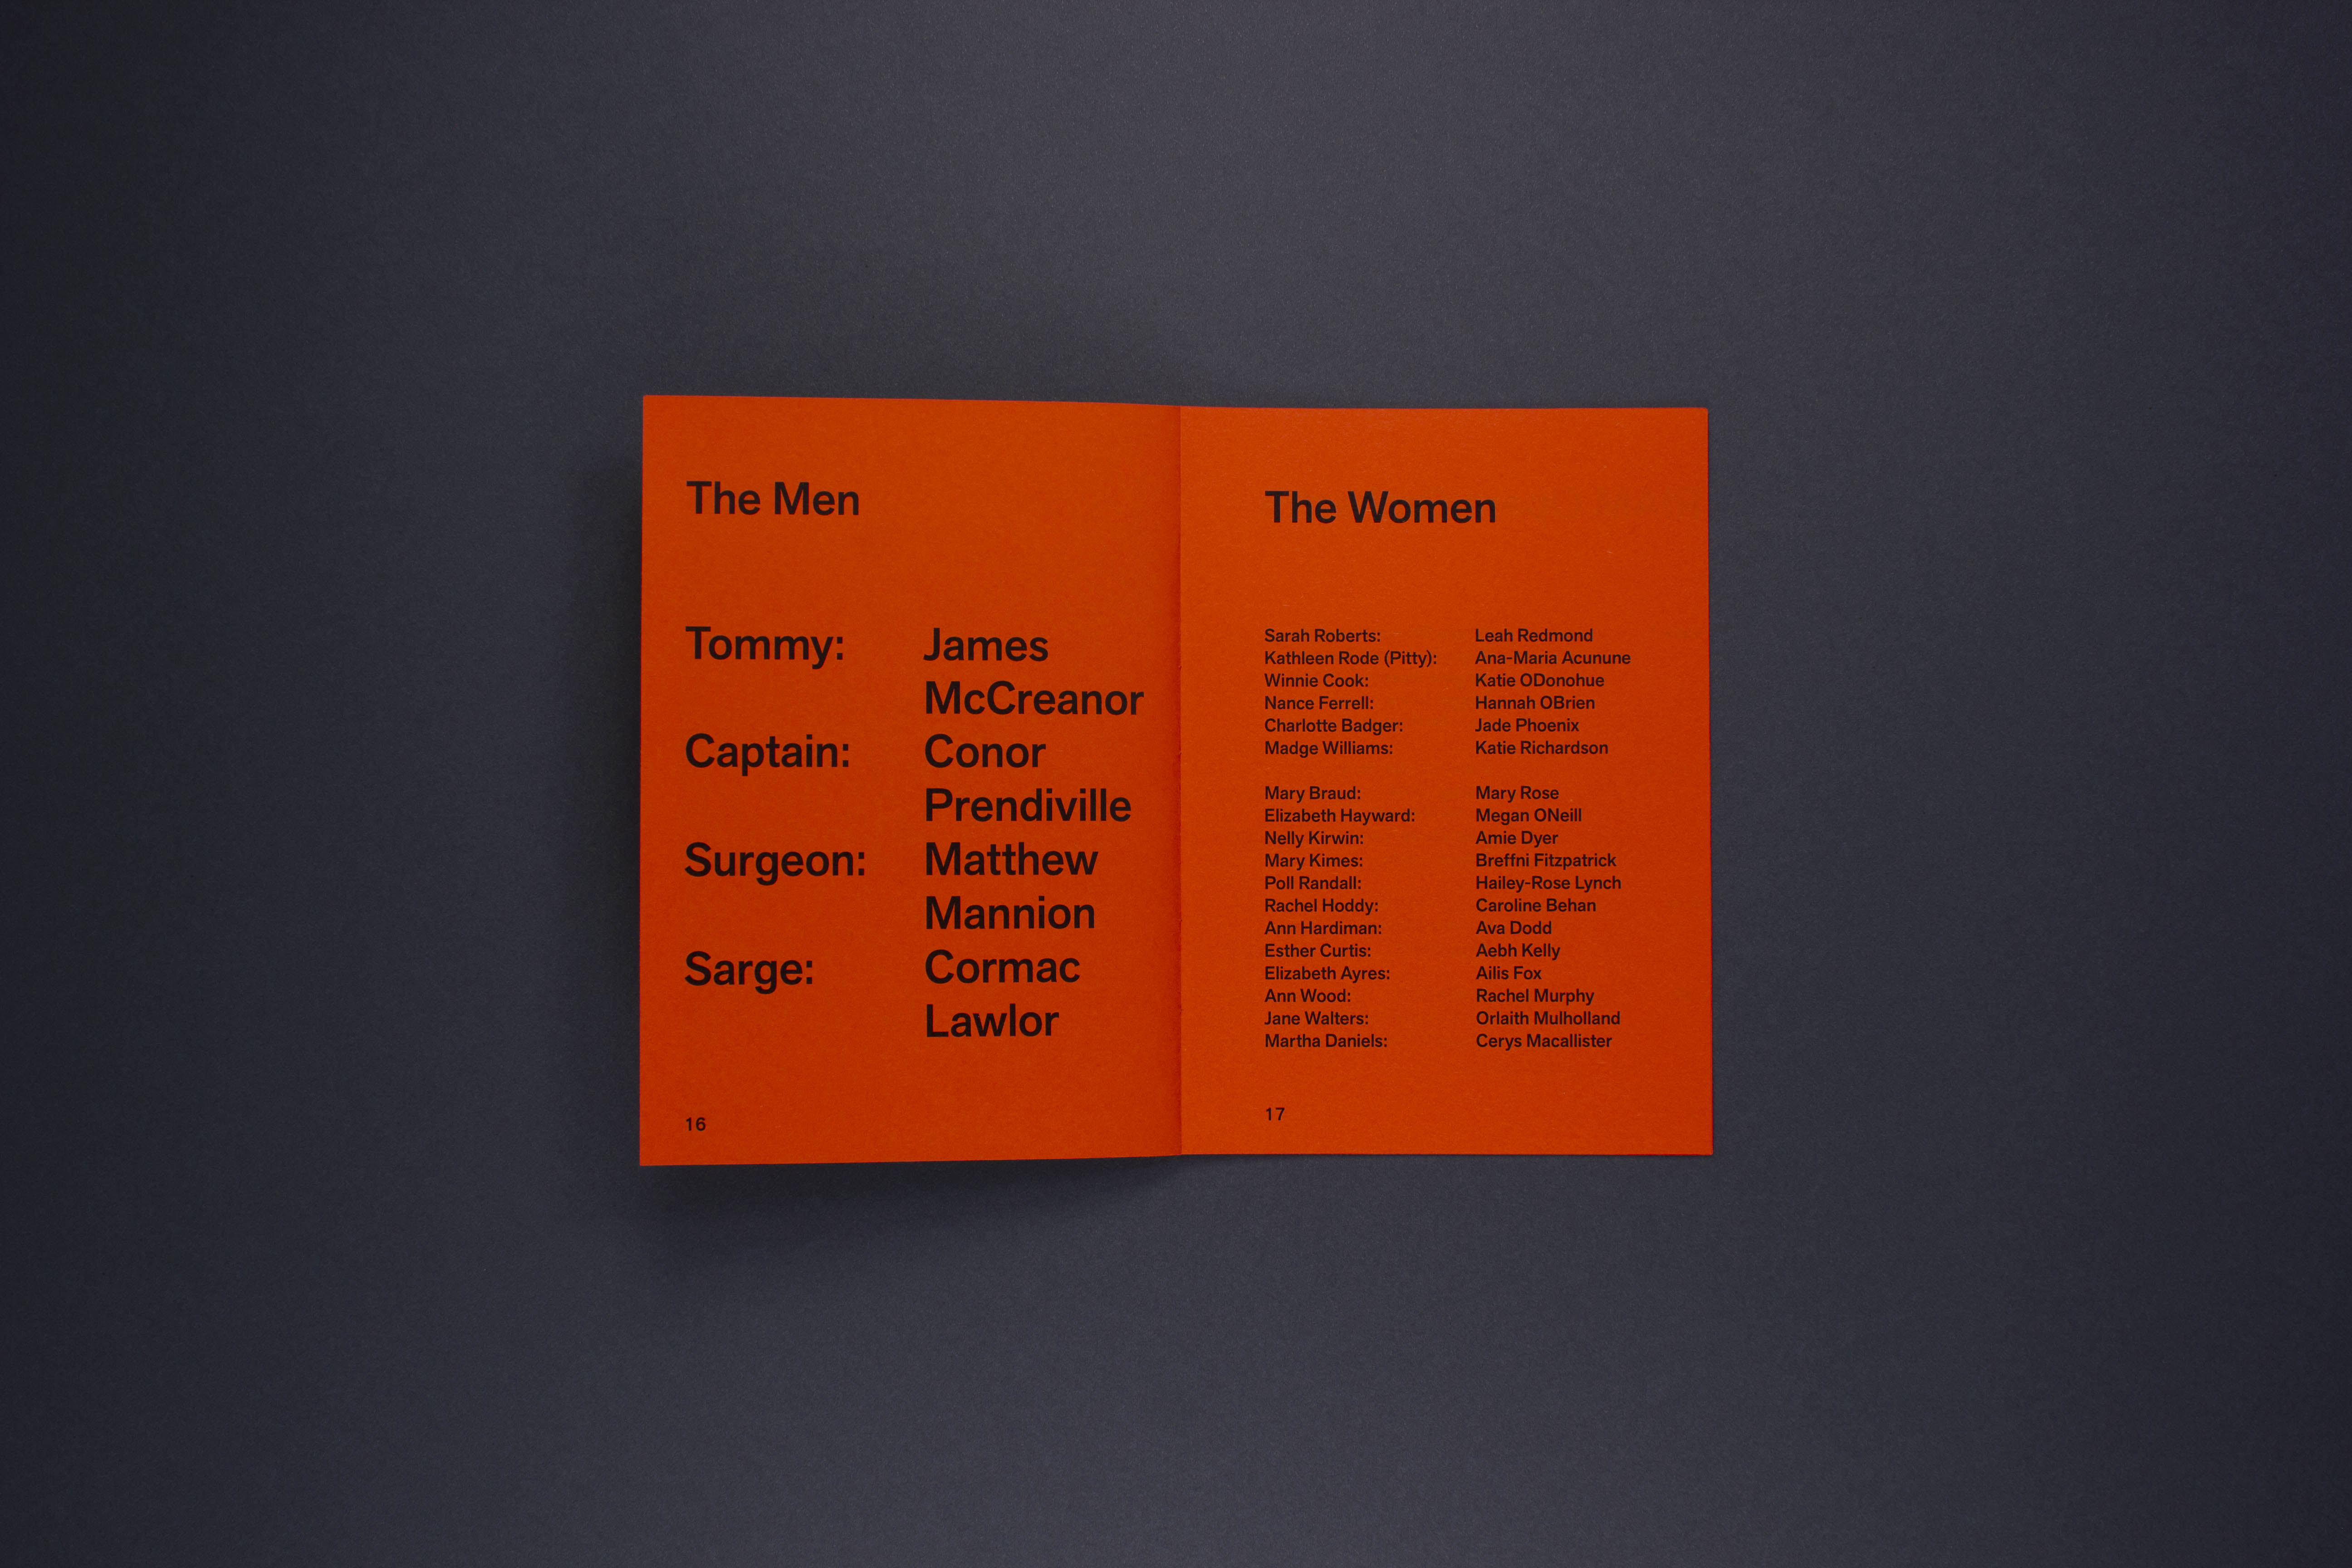 The Men
Tommy: James
McCreanor
Captain: Conor
Prendiville
Surgeon: Matthew
Mannion
Sarge: Cormac
Lawlor
16
The Women
Sarah Roberts: Leah Redmond
Kathleen Rode (Pitty): Ana-Maria Acunune
Winnie Cook: Katie ODonohue
Nance Ferrell: Hannah OBrien
Charlotte Badger: Jade Phoenix
Madge Williams: Katie Richardson
Mary Braud: Mary Rose
Elizabeth Hayward: Megan ONeill
Nelly Kirwin: Amie Dyer
Mary Kimes: Breffni Fitzpatrick
Poll Randall: Hailey-Rose Lynch
Rachel Hoddy: Caroline Behan
Ann Hardiman: Ava Dodd
Esther Curtis: Aebh Kelly
Elizabeth Ayres: Ailis Fox
Ann Wood: Rachel Murphy
Jane Walters: Orlaith Mulholland
Martha Daniels: Cerys Macallister
17